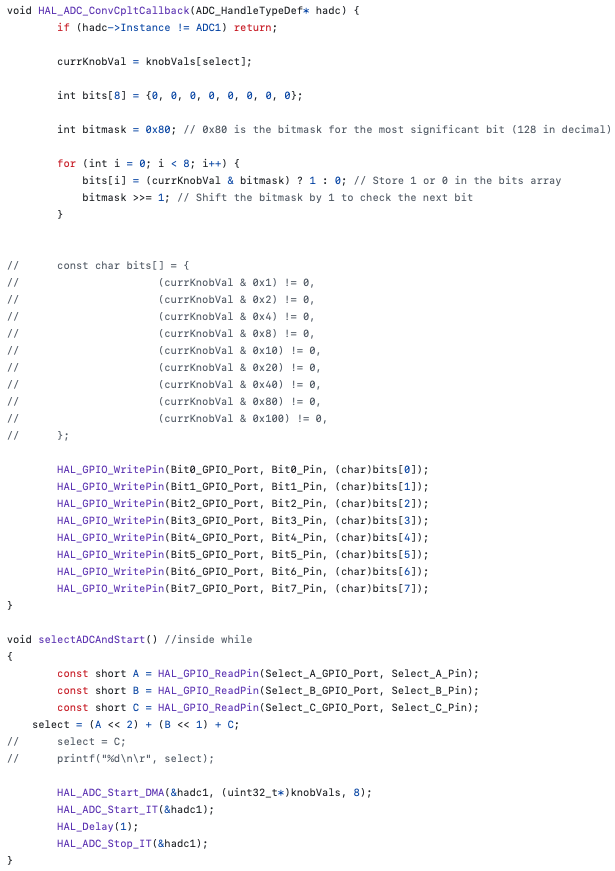 void HAL_ADC_ConvCpltCallback(ADC_HandleTypeDef* hadc) {
if (hadc->Instance != ADC1) return;
currKnobVal = knobVals[select];
int bits[8] = {0, 0, 0, 0, 0, 0, 0, 0};
int bitmask = 0x80; // 0x80 is the bitmask for the most significant bit (128 in decimal)
for (int i = 0; i < 8; i++) {
bits[i] = (currKnobVal & bitmask) ? 1 : 0; // Store 1 or 0 in the bits array
bitmask >>= 1; // Shift the bitmask by 1 to check the next bit
}
// const char bits[] = {
// (currKnobVal & 0x1) != 0,
// (currKnobVal & 0x2) != 0,
// (currKnobVal & 0x4) != 0,
// (currKnobVal & 0x8) != 0,
// (currKnobVal & 0x10) != 0,
// (currKnobVal & 0x20) != 0,
// (currKnobVal & 0x40) != 0,
// (currKnobVal & 0x80) != 0,
// (currKnobVal & 0x100) != 0,
// };
HAL_GPIO_WritePin(Bit0_GPIO_Port, Bit0_Pin, (char)bits[0]);
HAL_GPIO_WritePin(Bit1_GPIO_Port, Bit1_Pin, (char)bits[1]);
HAL_GPIO_WritePin(Bit2_GPIO_Port, Bit2_Pin, (char)bits[2]);
HAL_GPIO_WritePin(Bit3_GPIO_Port, Bit3_Pin, (char)bits[3]);
HAL_GPIO_WritePin(Bit4_GPIO_Port, Bit4_Pin, (char)bits[4]);
HAL_GPIO_WritePin(Bit5_GPIO_Port, Bit5_Pin, (char)bits[5]);
HAL_GPIO_WritePin(Bit6_GPIO_Port, Bit6_Pin, (char)bits[6]);
HAL_GPIO_WritePin(Bit7_GPIO_Port, Bit7_Pin, (char)bits[7]);
}
void selectADCAndStart() //inside while
{
const short A = HAL_GPIO_ReadPin(Select_A_GPIO_Port, Select_A_Pin);
const short B = HAL_GPIO_ReadPin(Select_B_GPIO_Port, Select_B_Pin);
const short C = HAL_GPIO_ReadPin(Select_C_GPIO_Port, Select_C_Pin);
select = (A << 2) + (B << 1) + C;
// select = C;
// printf("%d\n\r", select);
HAL_ADC_Start_DMA(&hadc1, (uint32_t*)knobVals, 8);
HAL_ADC_Start_IT(&hadc1);
HAL_Delay(1);
HAL_ADC_Stop_IT(&hadc1);
}